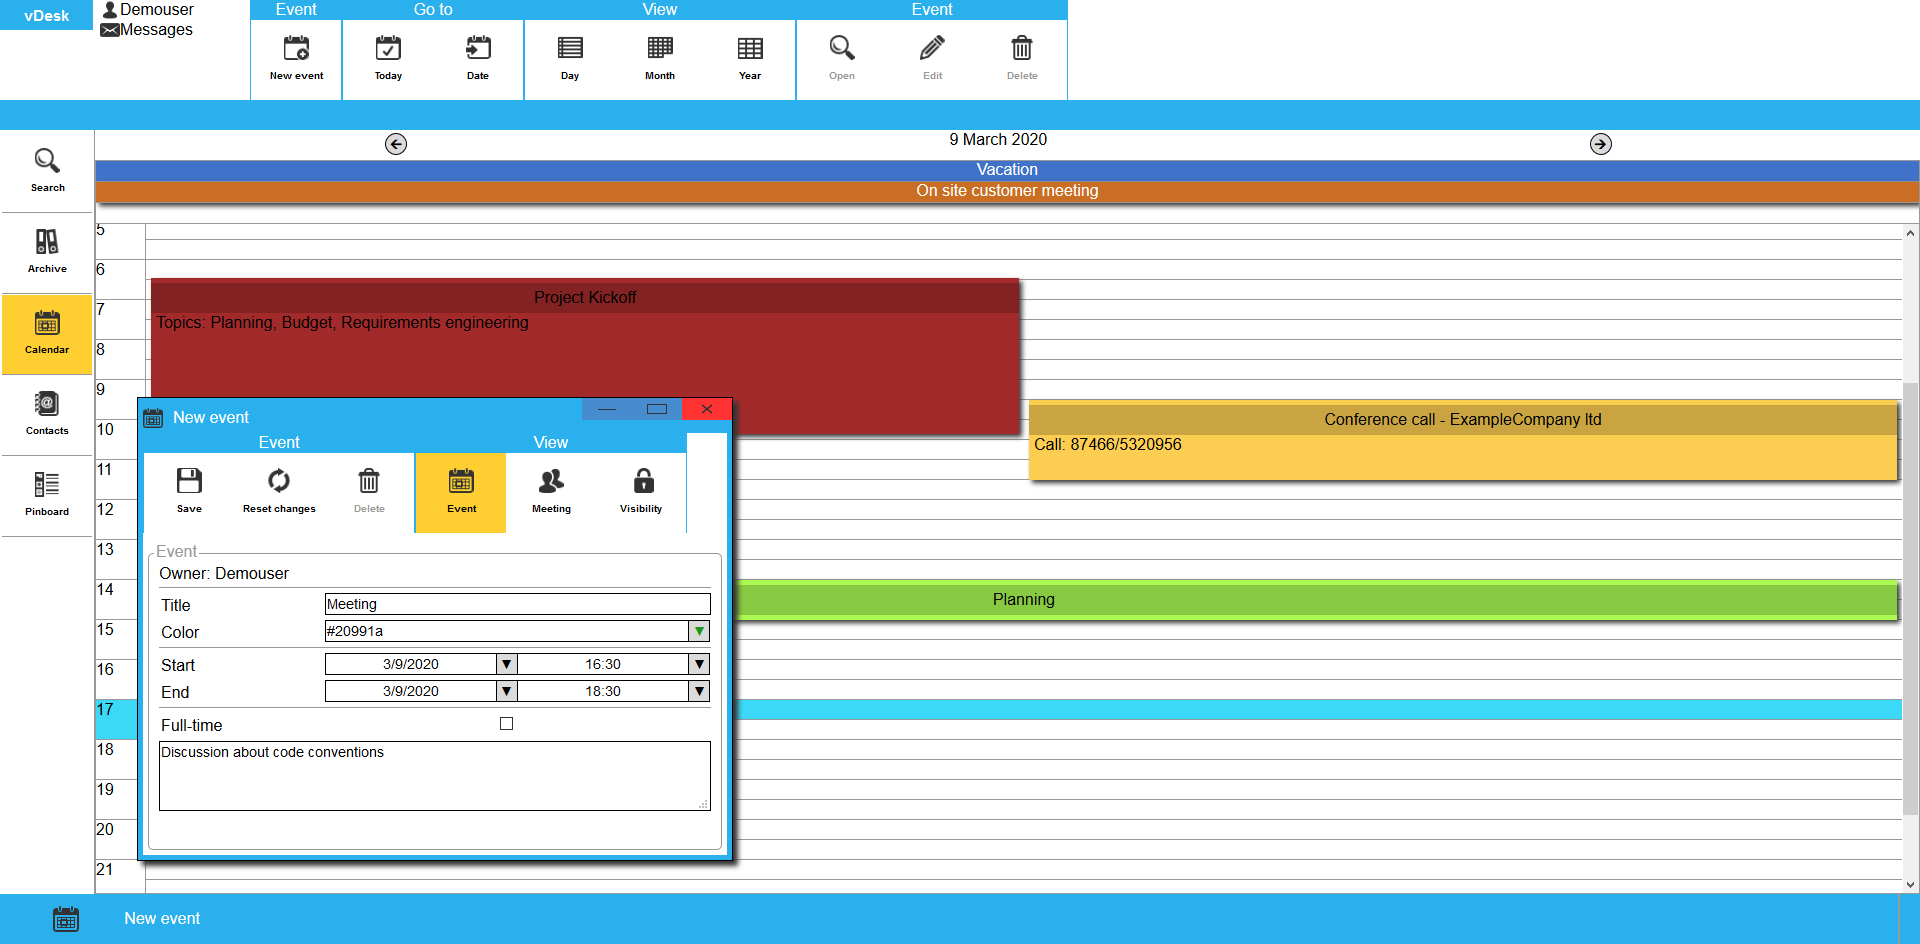 vDesk
Demouser
Messages
Event
Go to
View
Event
New event
Today
Date
Day
Month
Year
Open
Edit
Delete
9 March 2020
Vacation
On site customer meeting
Search
Archive
Calendar
Contacts
Pinboard
5
6
7
8
9
10
11
12
13
14
15
16
17
18
19
20
21
Project Kickoff
Topics: Planning, Budget, Requirements engineering
Conference call - ExampleCompany ltd
Call: 87466/5320956
Planning
New event
Event
View
Save
Reset changes
Delete
Event
Meeting
Visibility
Event
Owner: Demouser
Title
Meeting
Color
#20991a
Start
3/9/2020
16:30
End
3/9/2020
18:30
Full-time
Discussion about code conventions
New event